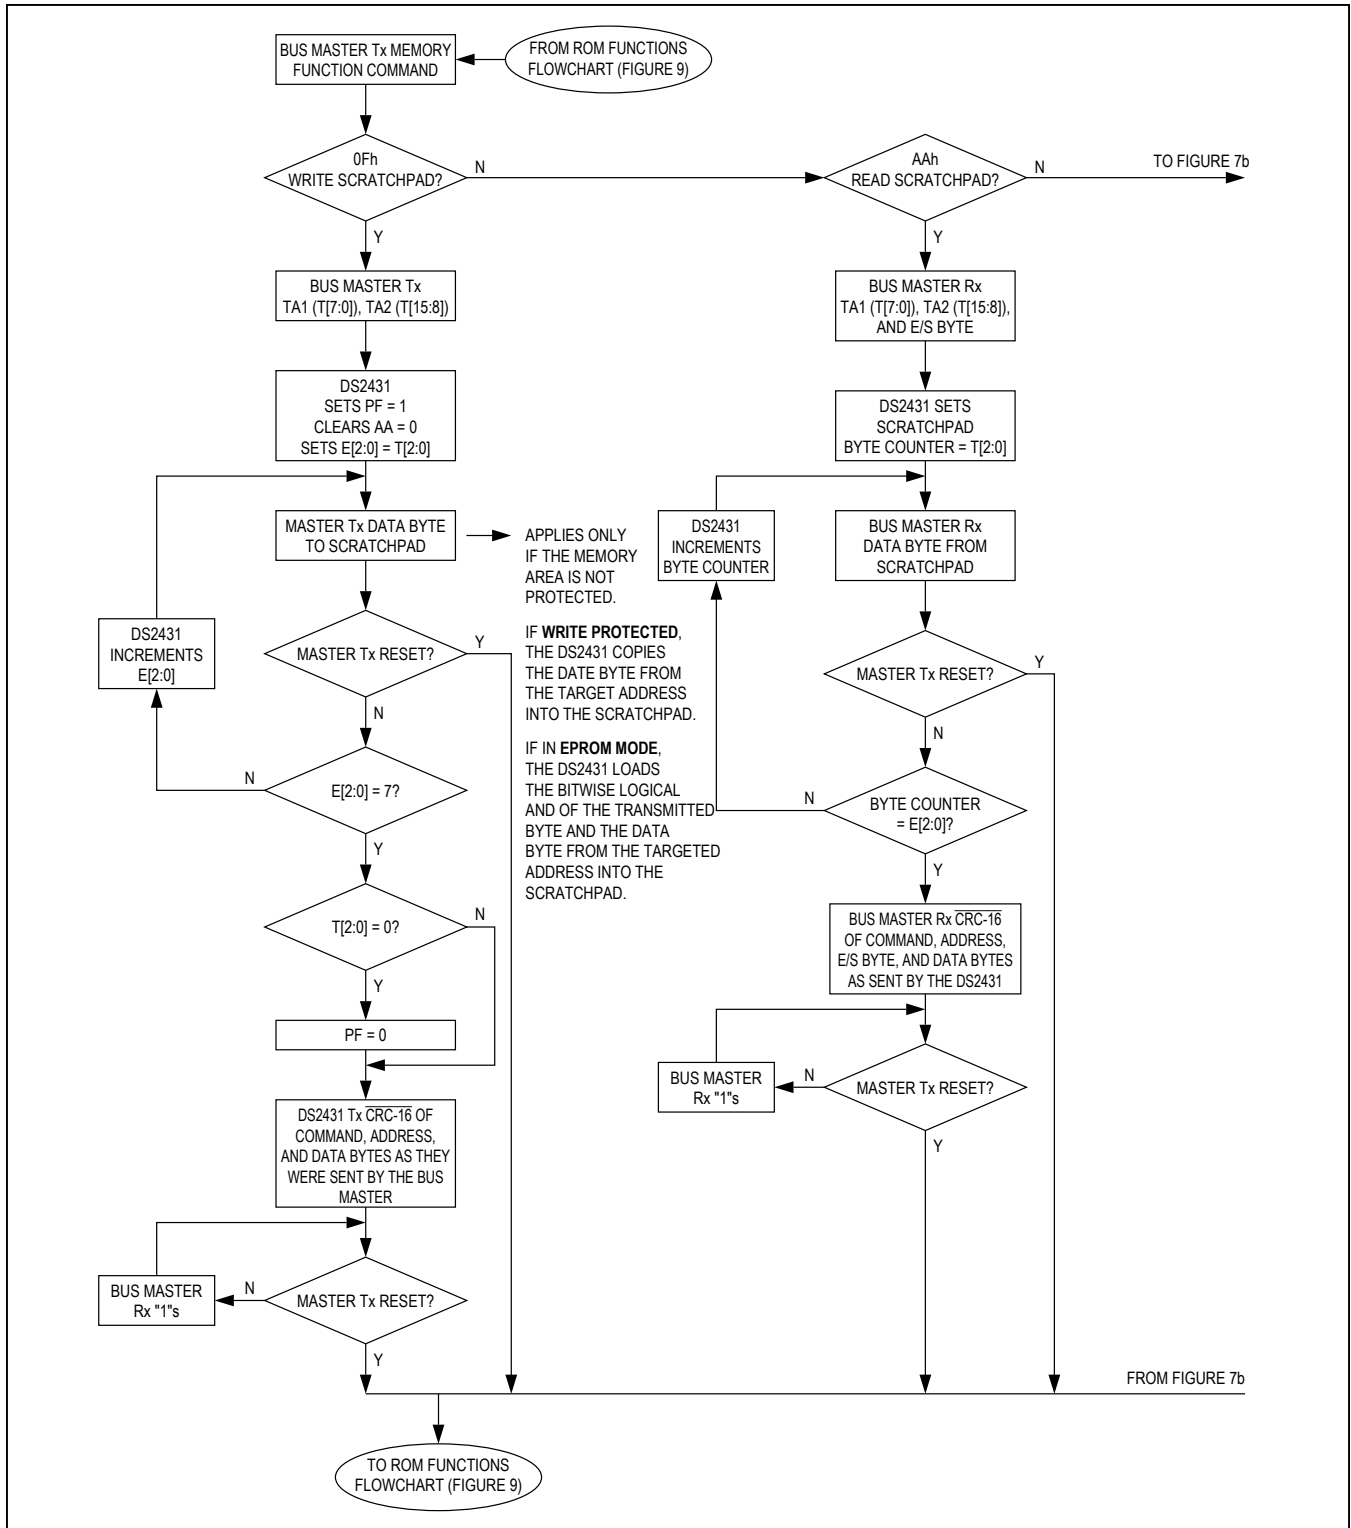 BUS MASTER Tx MEMORY
FUNCTION COMMAND
FROM ROM FUNCTIONS
FLOWCHART (FIGURE 9)
0Fh
WRITE SCRATCHPAD?
N
Y
AAh
READ SCRATCHPAD?
N
Y
TO FIGURE 7b
BUS MASTER Tx
TA1 (T[7:0]), TA2 (T[15:8])
DS2431
SETS PF = 1
CLEARS AA = 0
SETS E[2:0] = T[2:0]
MASTER Tx DATA BYTE
TO SCRATCHPAD
APPLIES ONLY
IF THE MEMORY
AREA IS NOT
PROTECTED.
IF WRITE PROTECTED,
THE DS2431 COPIES
THE DATE BYTE FROM
THE TARGET ADDRESS
INTO THE SCRATCHPAD.
IF IN EPROM MODE,
THE DS2431 LOADS
THE BITWISE LOGICAL
AND OF THE TRANSMITTED
BYTE AND THE DATA
BYTE FROM THE TARGETED
ADDRESS INTO THE
SCRATCHPAD.
DS2431
INCREMENTS
E[2:0]
MASTER Tx RESET?
Y
N
E[2:0] = 7?
N
Y
T[2:0] = 0?
N
Y
PF = 0
DS2431 Tx CRC-16 OF
COMMAND, ADDRESS,
AND DATA BYTES AS THEY
WERE SENT BY THE BUS
MASTER
BUS MASTER
Rx "1"s
N
MASTER Tx RESET?
Y
BUS MASTER Rx
TA1 (T[7:0]), TA2 (T[15:8]),
AND E/S BYTE
DS2431 SETS
SCRATCHPAD
BYTE COUNTER = T[2:0]
DS2431
INCREMENTS
BYTE COUNTER
BUS MASTER Rx
DATA BYTE FROM
SCRATCHPAD
MASTER Tx RESET?
Y
N
BYTE COUNTER
= E[2:0]?
N
Y
BUS MASTER Rx CRC-16
OF COMMAND, ADDRESS,
E/S BYTE, AND DATA BYTES
AS SENT BY THE DS2431
BUS MASTER
Rx "1"s
N
MASTER Tx RESET?
Y
FROM FIGURE 7b
TO ROM FUNCTIONS
FLOWCHART (FIGURE 9)